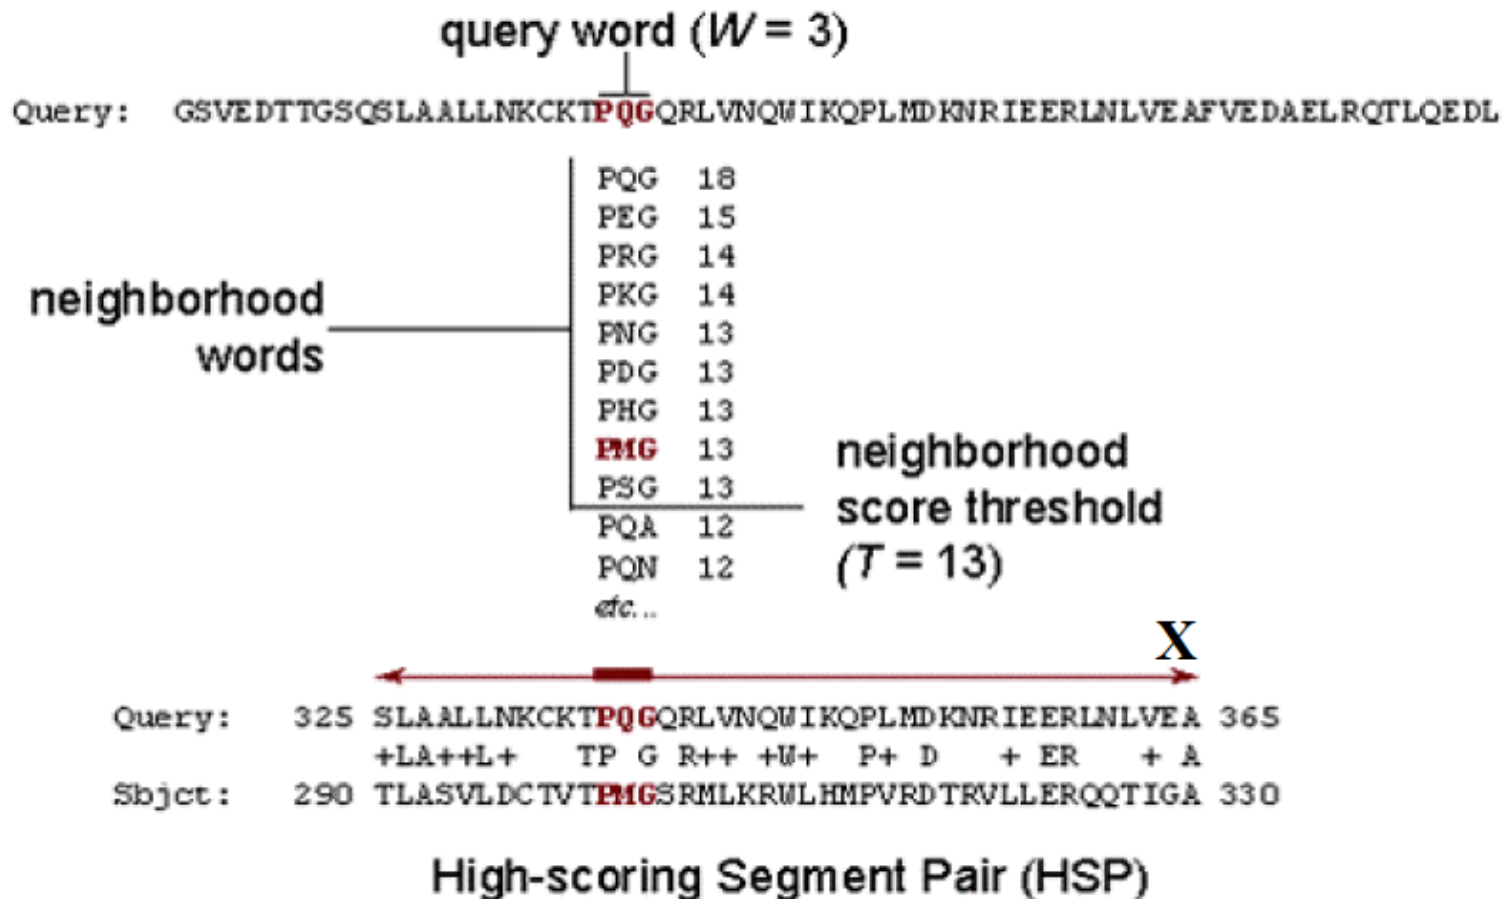 query word (W = 3)
Query: GSVEDTTGSQSLAALLNKCKTPQGQRLVNQWIKQPLMDKNRIEERLNLVEAFVEDAELRQTLQEDL
PQG 18
PEG 15
PRG 14
PKG 14
PNG 13
PDG 13
PHG 13
PMG 13
PSG 13
PQA 12
PQN 12
etc...
neighborhood
words
neighborhood
score threshold
(T = 13)
X
Query: 325 SLAALLNKCKTPQGQRLVNQWIKQPLMDKNRIEERLNLVEA 365
+LA++L+ TP G R++ +W+ P+ D + ER + A
Sbjct: 290 TLASVLDCTVTPMGSRMLKRWLHMPVRDTRVLLERQQTIGA 330
High-scoring Segment Pair (HSP)